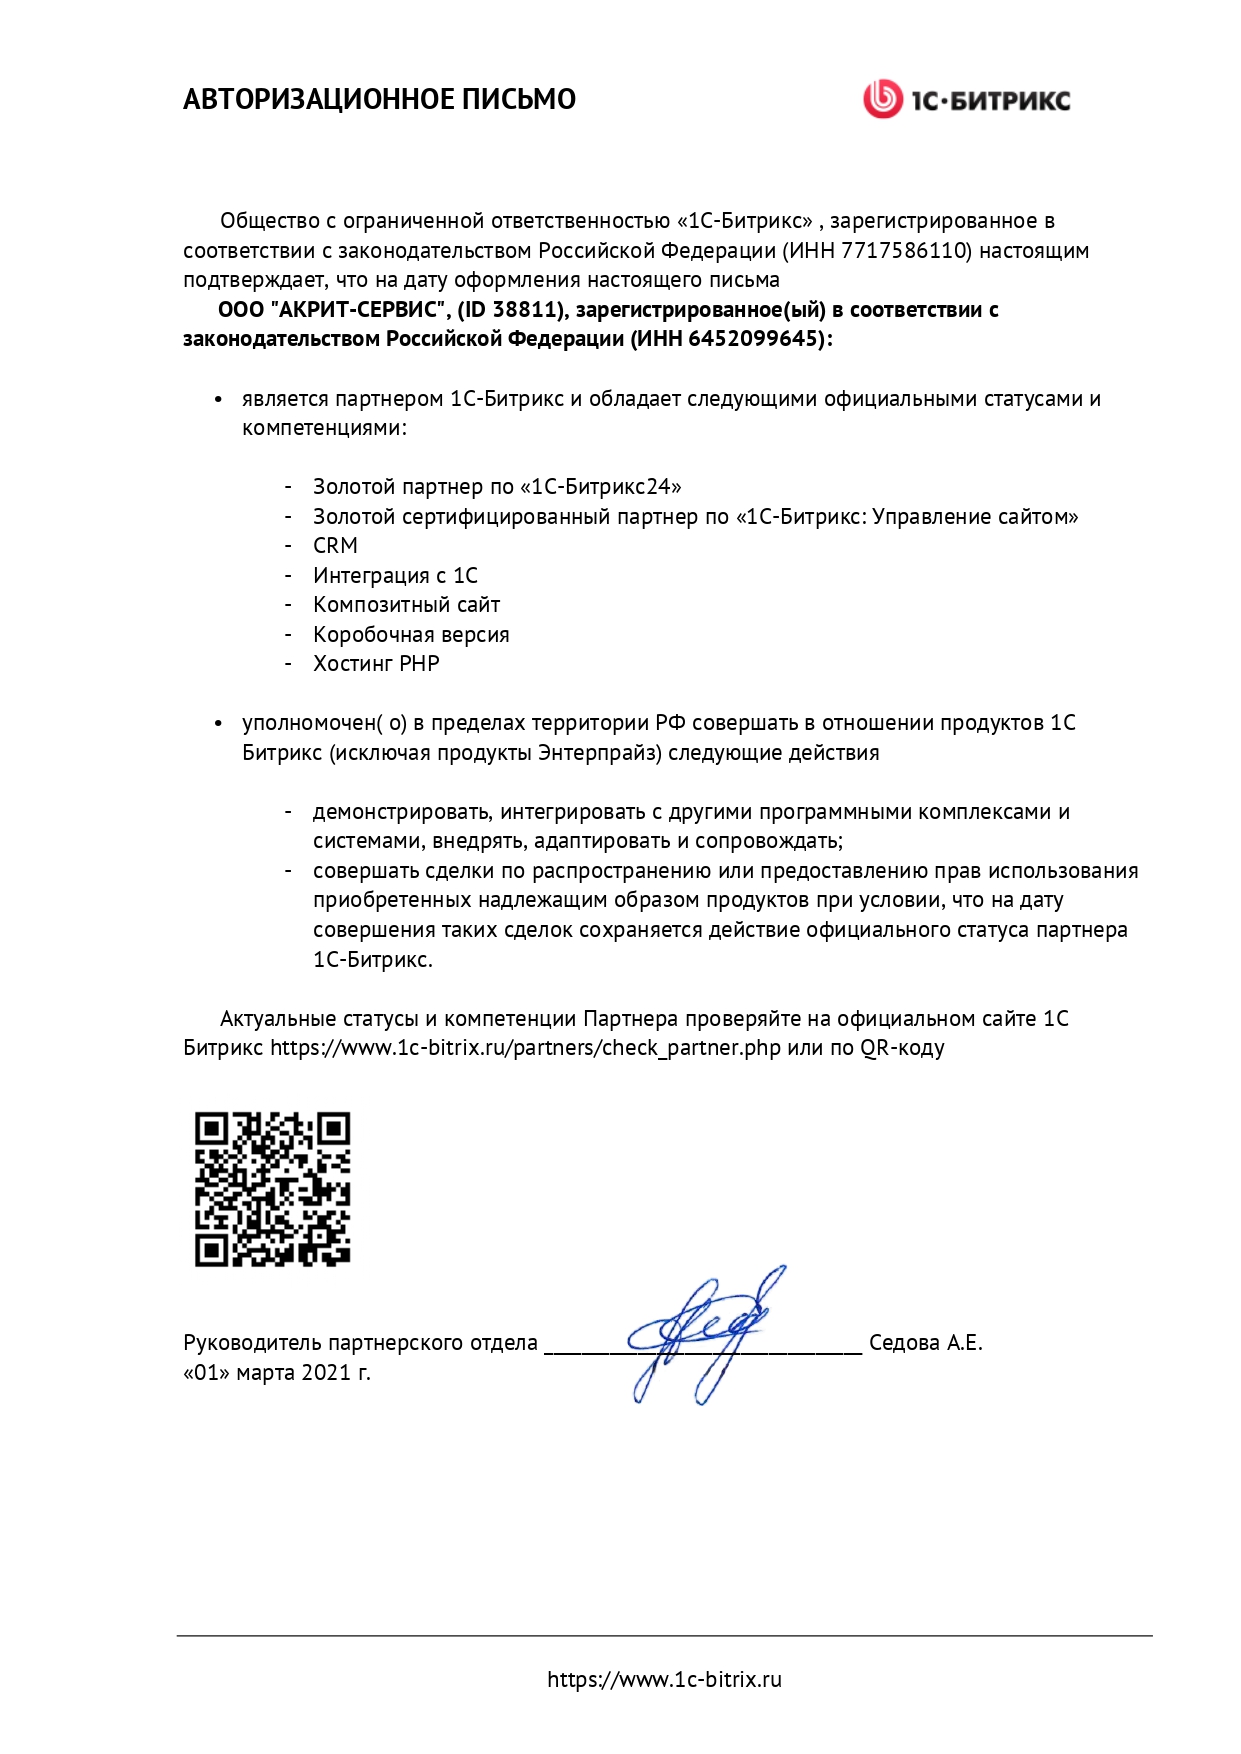 АВТОРИЗАЦИОННОЕ ПИСЬМО
1С·БИТРИКС
Общество с ограниченной ответственностью «1С-Битрикс» , зарегистрированное в
соответствии с законодательством Российской Федерации (ИНН 7717586110) настоящим
подтверждает, что на дату оформления настоящего письма
ООО "АКРИТ-СЕРВИС", (ID 38811), зарегистрированное(ый) в соответствии с
законодательством Российской Федерации (ИНН 6452099645):
• является партнером 1С-Битрикс и обладает следующими официальными статусами и
компетенциями:
- Золотой партнер по «1С-Битрикс24»
- Золотой сертифицированный партнер по «1С-Битрикс: Управление сайтом»
- CRM
- Интеграция с 1С
- Композитный сайт
- Коробочная версия
- Хостинг PHP
• уполномочен( о) в пределах территории РФ совершать в отношении продуктов 1С
Битрикс (исключая продукты Энтерпрайз) следующие действия
- демонстрировать, интегрировать с другими программными комплексами и
системами, внедрять, адаптировать и сопровождать;
- совершать сделки по распространению или предоставлению прав использования
приобретенных надлежащим образом продуктов при условии, что на дату
совершения таких сделок сохраняется действие официального статуса партнера
1С-Битрикс.
Актуальные статусы и компетенции Партнера проверяйте на официальном сайте 1С
Битрикс https://www.1c-bitrix.ru/partners/check_partner.php или по QR-коду
Руководитель партнерского отдела ______________________________ Седова А.Е.
«01» марта 2021 г.
https://www.1c-bitrix.ru